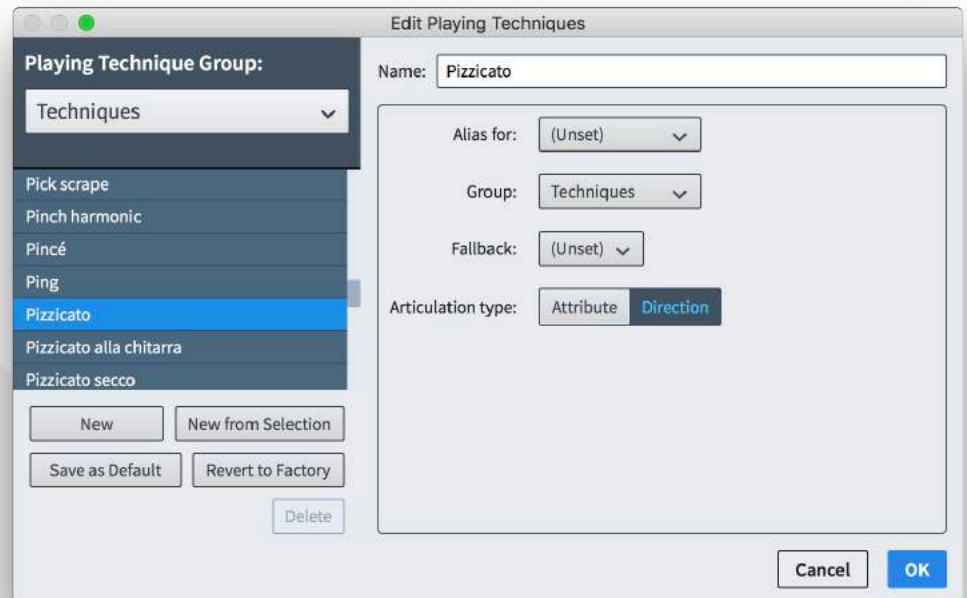 Edit Playing Techniques
Playing Technique Group:
Techniques
Pick scrape
Pinch harmonic
Pincé
Ping
Pizzicato
Pizzicato alla chitarra
Pizzicato secco
New
New from Selection
Save as Default
Revert to Factory
Delete
Name: Pizzicato
Alias for: (Unset)
Group: Techniques
Fallback: (Unset)
Articulation type: Attribute Direction
Cancel
OK